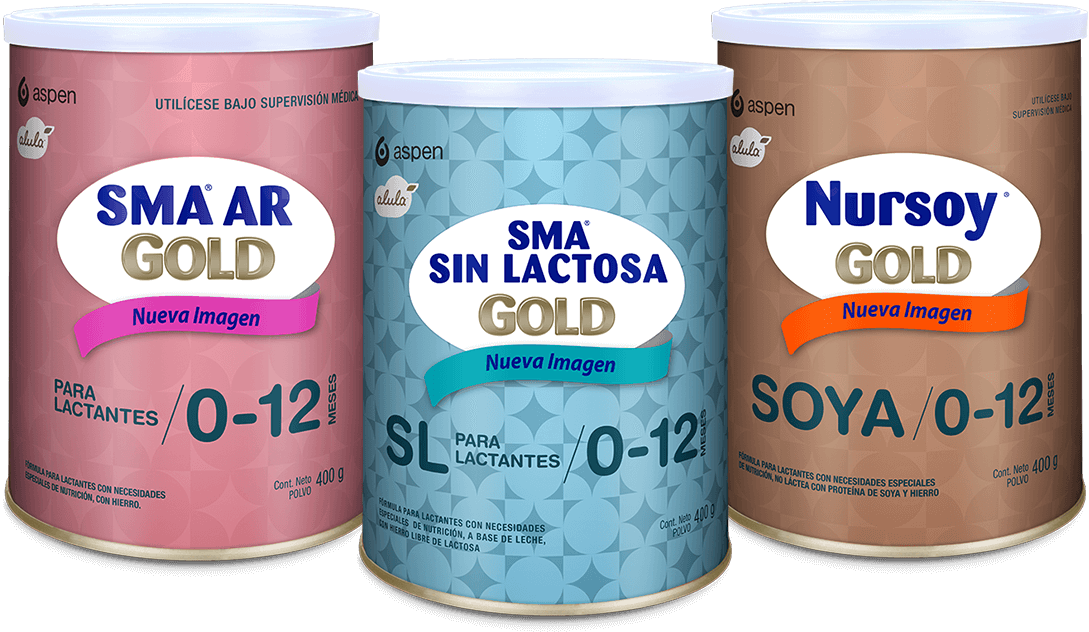 aspen
UTILÍCESE BAJO SUPERVISIÓN MÉDICA
alula
SMA® AR
GOLD
Nueva Imagen
PARA
LACTANTES / 0-12 MESES
FÓRMULA PARA LACTANTES CON NECESIDADES
ESPECIALES DE NUTRICIÓN, CON HIERRO.
Cont. Neto 400 g
POLVO
aspen
alula
SMA®
SIN LACTOSA
GOLD
Nueva Imagen
SL PARA
LACTANTES / 0-12 MESES
FÓRMULA PARA LACTANTES CON NECESIDADES
ESPECIALES DE NUTRICIÓN, A BASE DE LECHE,
CON HIERRO LIBRE DE LACTOSA
Cont. Neto 400 g
POLVO
aspen
UTILÍCESE BAJO
SUPERVISIÓN MÉDICA
alula
Nursoy®
GOLD
Nueva Imagen
SOYA / 0-12 MESES
FÓRMULA PARA LACTANTES CON NECESIDADES ESPECIALES
DE NUTRICIÓN, NO LÁCTEA CON PROTEÍNA DE SOYA Y HIERRO
Cont. Neto 400 g
POLVO